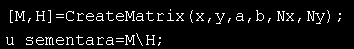 [M,H]=CreateMatrix(x,y,a,b,Nx,Ny);
u sementara=M\H;